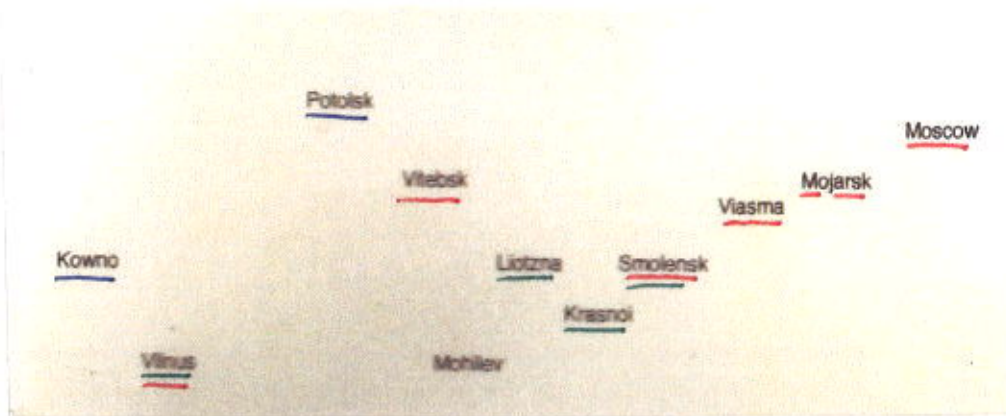 Potolsk
Moscow
Vitebsk
Mojarsk
Viasma
Kowno
Liotzna
Smolensk
Krasnoi
Vilnus
Mohilev